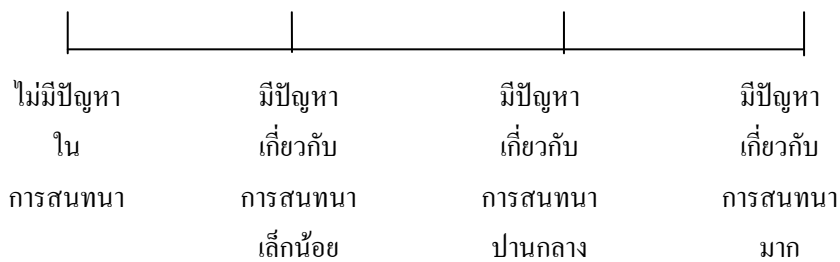 ไม่มีปัญหา
ใน
การสนทนา
มีปัญหา
เกี่ยวกับ
การสนทนา
เล็กน้อย
มีปัญหา
เกี่ยวกับ
การสนทนา
ปานกลาง
มีปัญหา
เกี่ยวกับ
การสนทนา
มาก